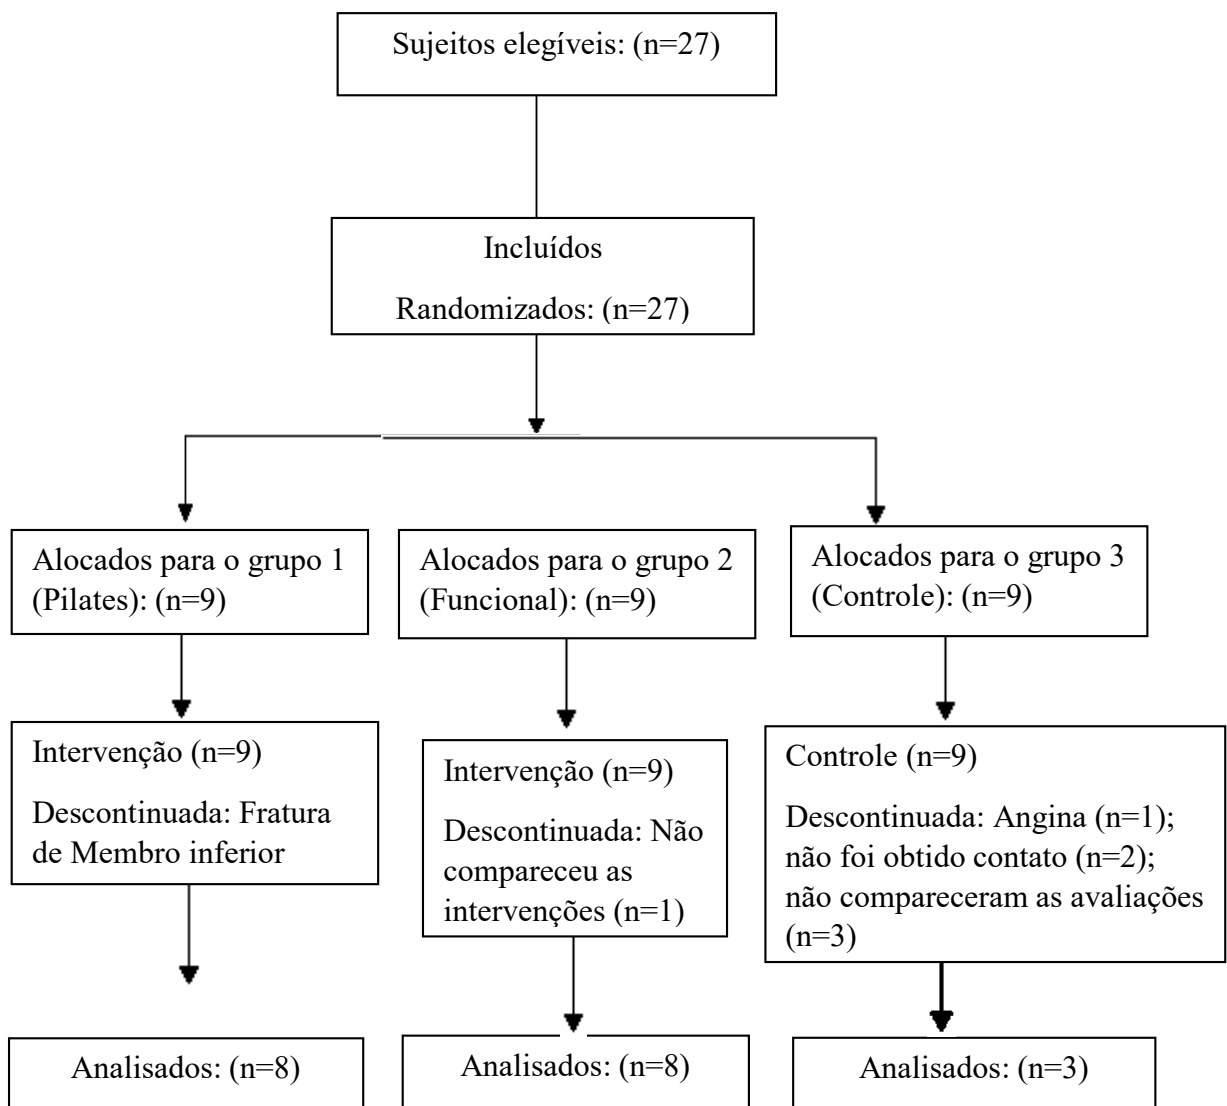 Sujeitos elegíveis: (n=27)
Incluídos
Randomizados: (n=27)
Alocados para o grupo 1
(Pilates): (n=9)
Alocados para o grupo 2
(Funcional): (n=9)
Alocados para o grupo 3
(Controle): (n=9)
Intervenção (n=9)
Descontinuada: Fratura
de Membro inferior
Intervenção (n=9)
Descontinuada: Não
compareceu as
intervenções (n=1)
Controle (n=9)
Descontinuada: Angina (n=1);
não foi obtido contato (n=2);
não compareceram as avaliações
(n=3)
Analisados: (n=8)
Analisados: (n=8)
Analisados: (n=3)